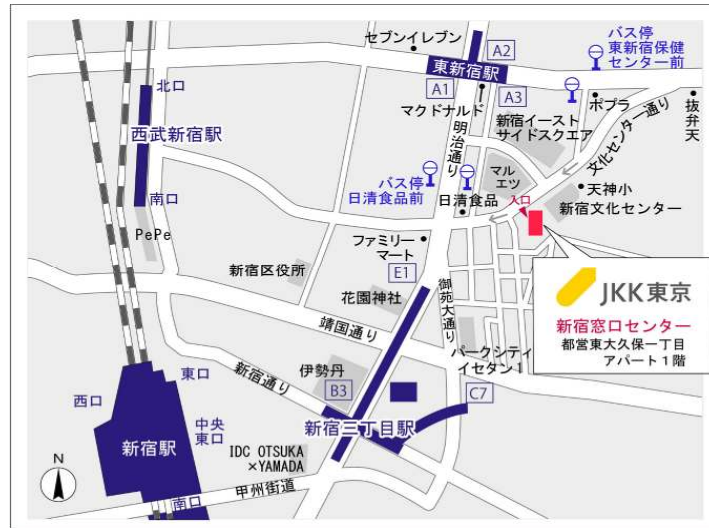 セブンイレブン
A2
バス停
東新宿保健
センター前
東新宿駅
A1
A3
マクドナルド
新宿イースト
サイドスクエア
ポプラ
抜弁天
文化センター通り
明治通り
北口
西武新宿駅
南口
PePe
バス停
日清食品前
日清食品
マル
エツ
入口
天神小
新宿文化センター
ファミリー
マート
E1
新宿区役所
花園神社
御苑大通り
靖国通り
JKK東京
新宿窓口センター
都営東大久保一丁目
アパート1階
パークシティ
イセタン1
新宿通り
伊勢丹
B3
C7
新宿三丁目駅
西口
東口
中央
東口
新宿駅
南口
IDC OTSUKA
×YAMADA
甲州街道
N